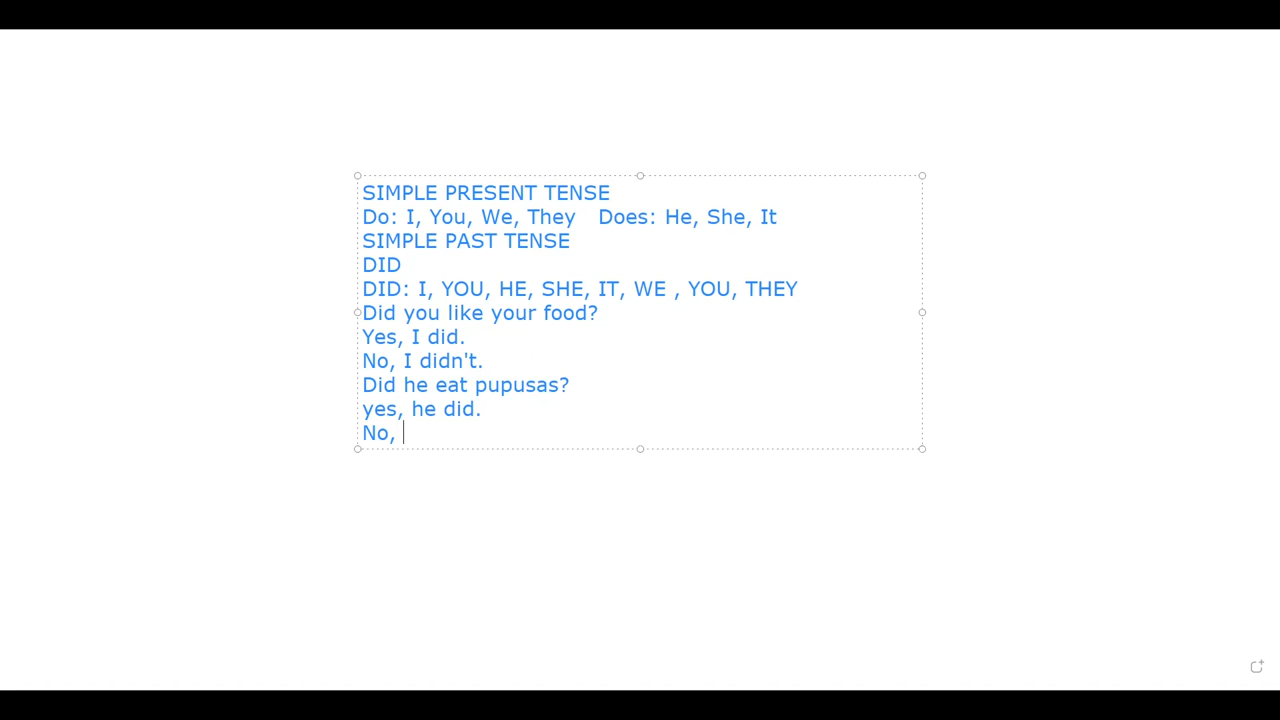 SIMPLE PRESENT TENSE
Do: I, You, We, They   Does: He, She, It
SIMPLE PAST TENSE
DID
DID: I, YOU, HE, SHE, IT, WE , YOU, THEY
Did you like your food?
Yes, I did.
No, I didn't.
Did he eat pupusas?
yes, he did.
No,